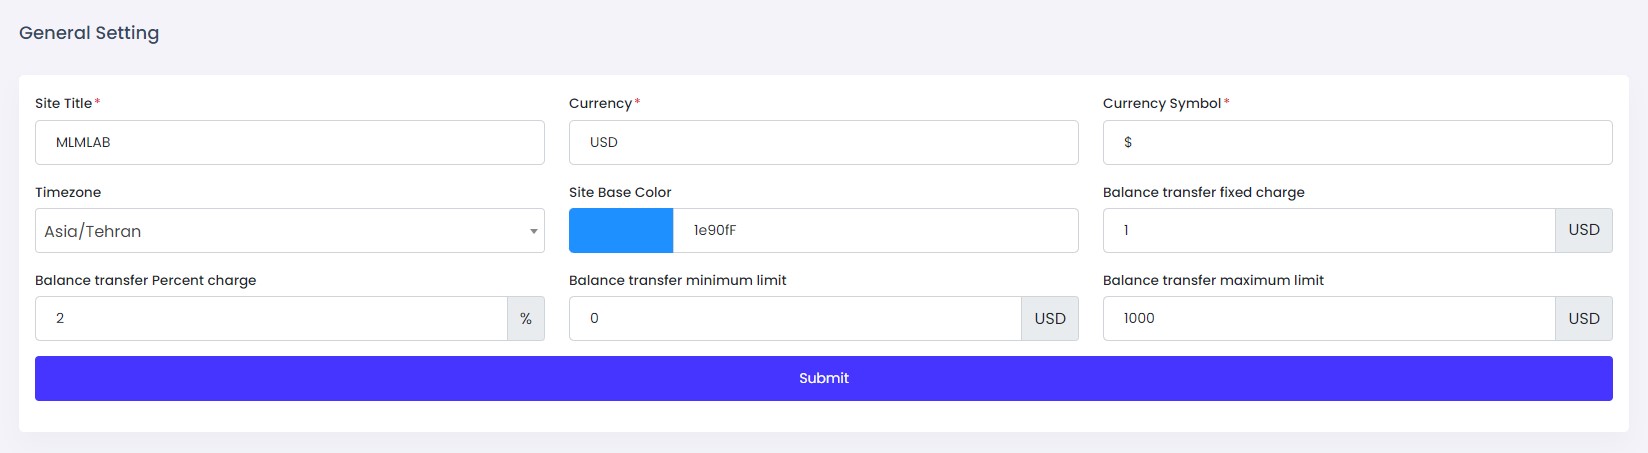 General Setting
Site Title *
Currency *
Currency Symbol *
MLMLAB
USD
$
Timezone
Site Base Color
Balance transfer fixed charge
Asia/Tehran
1e90fF
1 USD
Balance transfer Percent charge
Balance transfer minimum limit
Balance transfer maximum limit
2 %
0 USD
1000 USD
Submit